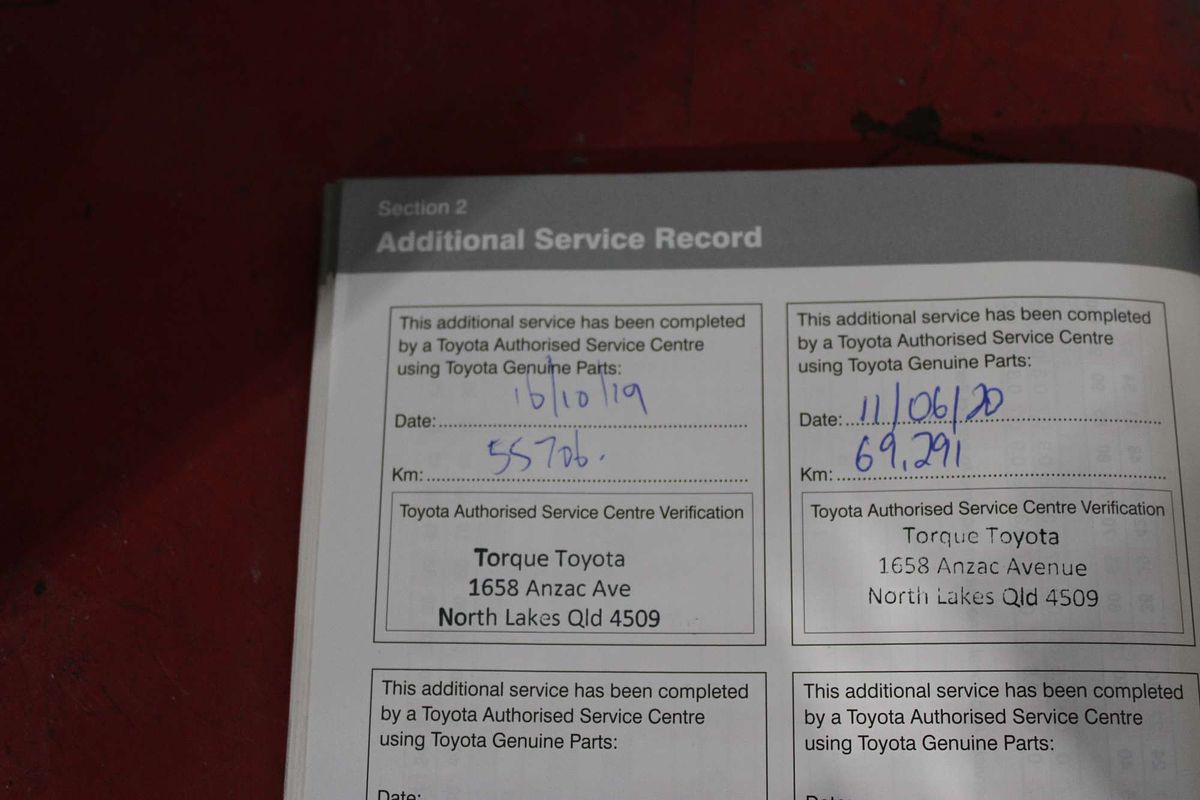 Section 2
Additional Service Record
This additional service has been completed
by a Toyota Authorised Service Centre
using Toyota Genuine Parts:
Date: 16/10/19
Km: 55706.
Toyota Authorised Service Centre Verification
Torque Toyota
1658 Anzac Ave
North Lakes Qld 4509
This additional service has been completed
by a Toyota Authorised Service Centre
using Toyota Genuine Parts:
Date: 11/06/20
Km: 69,291
Toyota Authorised Service Centre Verification
Torque Toyota
1658 Anzac Avenue
North Lakes Qld 4509
This additional service has been completed
by a Toyota Authorised Service Centre
using Toyota Genuine Parts:
Date:
This additional service has been completed
by a Toyota Authorised Service Centre
using Toyota Genuine Parts:
Date: